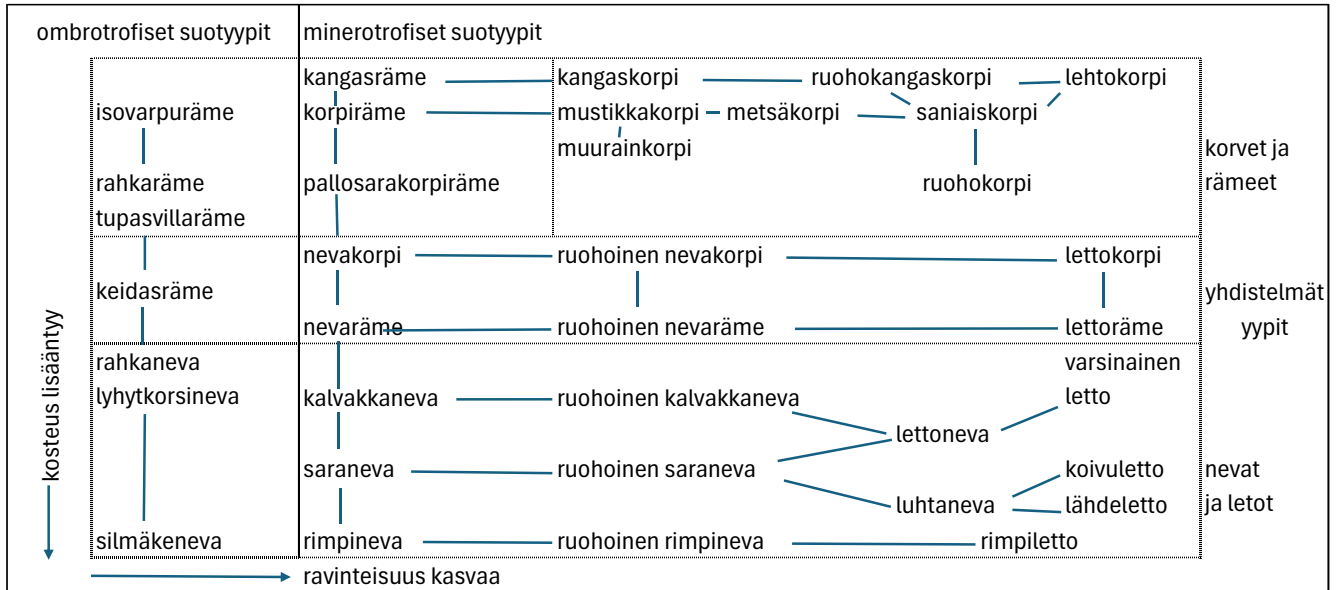 ombrotrofiset suotyypit minerotrofiset suotyypit
kangasräme kangaskorpi ruohokangaskorpi lehtokorpi
isovarpuräme korpiräme mustikkakorpi metsäkorpi saniaiskorpi
muurainkorpi korvet ja
rahkaräme pallosarakorpiräme ruohokorpi rämeet
tupasvillaräme
nevakorpi ruohoinen nevakorpi lettokorpi
keidasräme yhdistelmät
nevaräme ruohoinen nevaräme lettoräme yypit
rahkaneva varsinainen
lyhytkorsineva kalvakkaneva ruohoinen kalvakkaneva letto
lettoneva
saraneva ruohoinen saraneva koivuletto nevat
luhtaneva lähdeletto ja letot
silmäkeneva rimpineva ruohoinen rimpineva rimpiletto
kosteus lisääntyy
ravinteisuus kasvaa